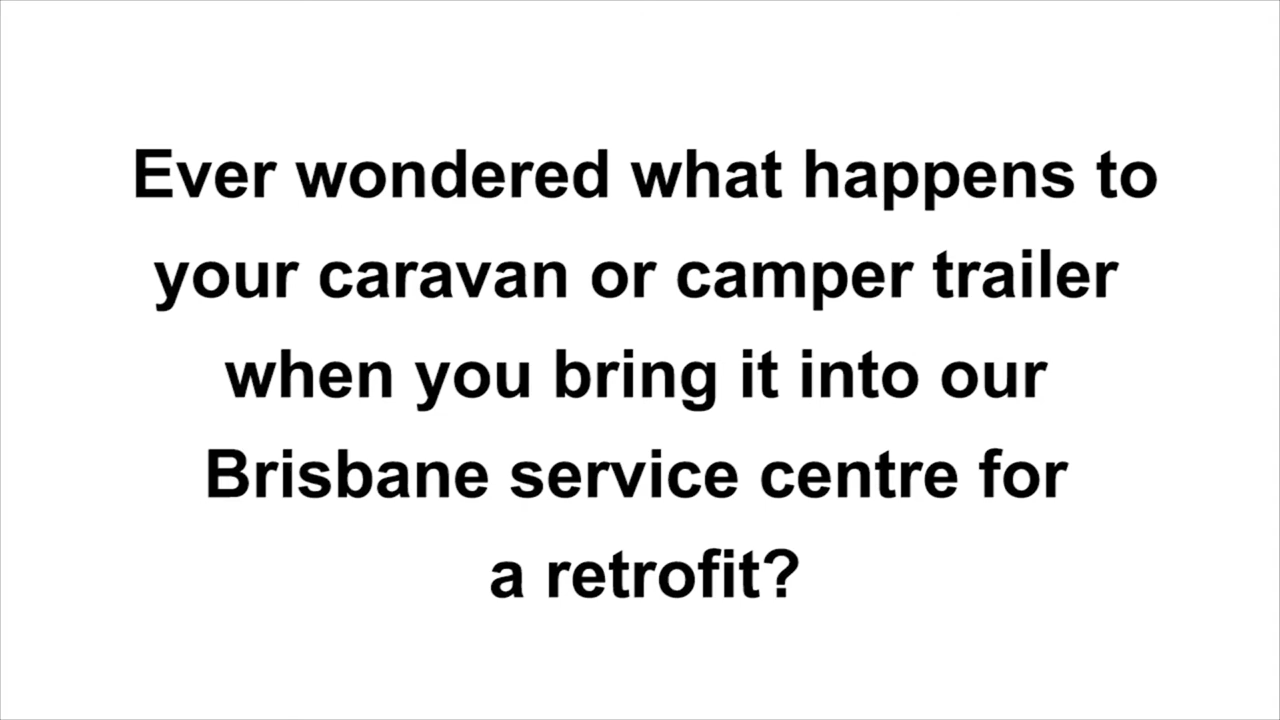 Ever wondered what happens to
your caravan or camper trailer
when you bring it into our
Brisbane service centre for
a retrofit?